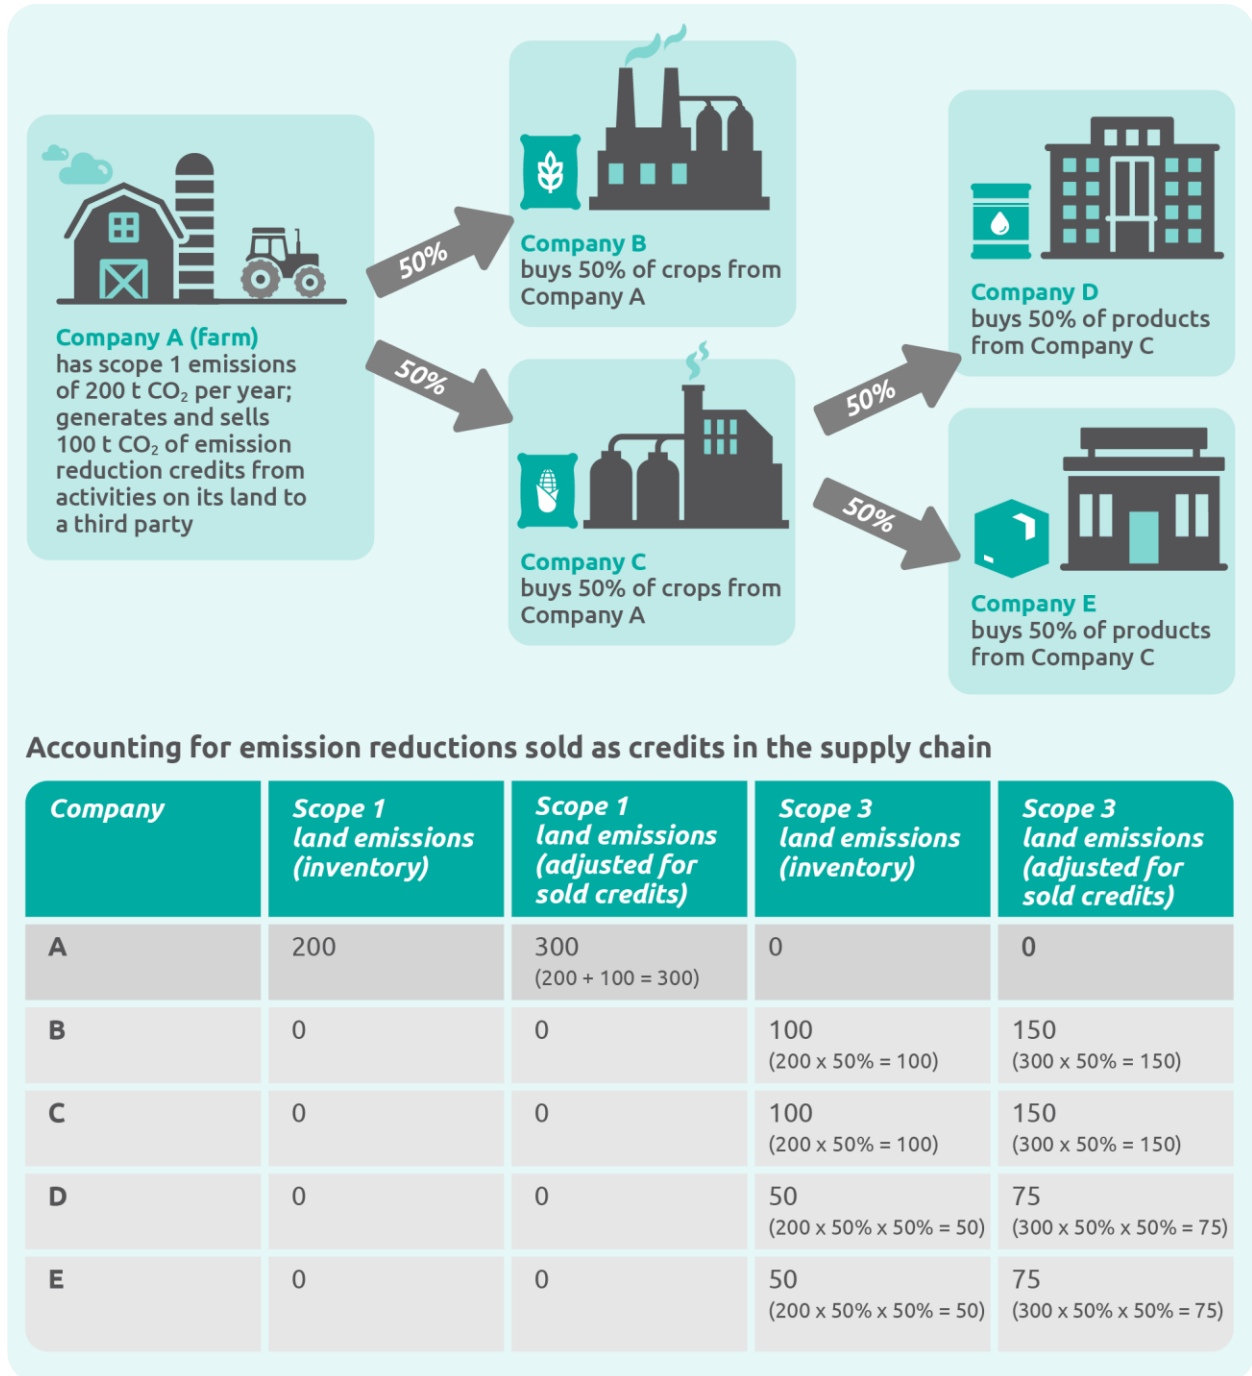 Company A (farm)
has scope 1 emissions
of 200 t CO₂ per year;
generates and sells
100 t CO₂ of emission
reduction credits from
activities on its land to
a third party
50%
50%
Company B
buys 50% of crops from
Company A
Company C
buys 50% of crops from
Company A
50%
50%
Company D
buys 50% of products
from Company C
Company E
buys 50% of products
from Company C
Accounting for emission reductions sold as credits in the supply chain
Company
Scope 1
land emissions
(inventory)
Scope 1
land emissions
(adjusted for
sold credits)
Scope 3
land emissions
(inventory)
Scope 3
land emissions
(adjusted for
sold credits)
A
200
300
(200 + 100 = 300)
0
0
B
0
0
100
(200 x 50% = 100)
150
(300 x 50% = 150)
C
0
0
100
(200 x 50% = 100)
150
(300 x 50% = 150)
D
0
0
50
(200 x 50% x 50% = 50)
75
(300 x 50% x 50% = 75)
E
0
0
50
(200 x 50% x 50% = 50)
75
(300 x 50% x 50% = 75)